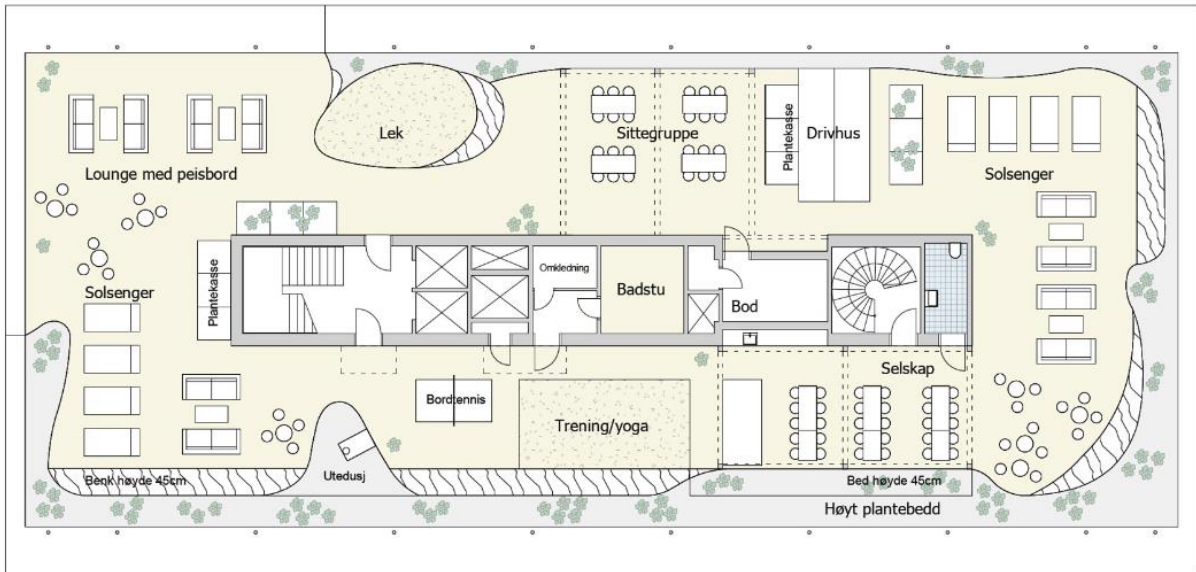 Lek
Sittegruppe
Plantekasse
Drivhus
Lounge med peisbord
Solsenger
Omkledning
Badstu
Bod
Solsenger
Plantekasse
Selskap
Bordtennis
Trening/yoga
Utedusj
Benk høyde 45cm
Bed høyde 45cm
Høyt plantebedd